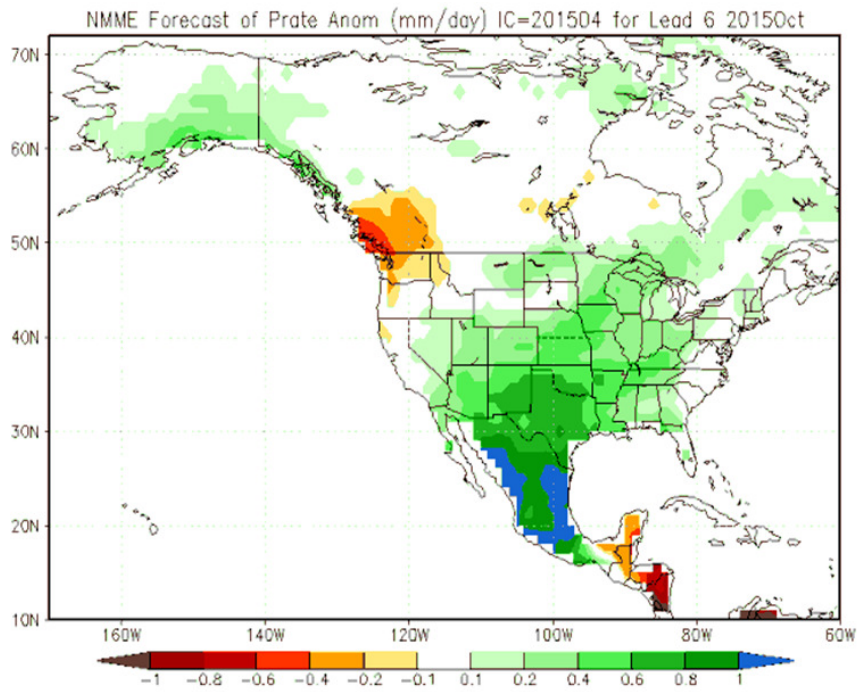 NMME Forecast of Prate Anom (mm/day) IC=201504 for Lead 6 2015Oct
70N
60N
50N
40N
30N
20N
10N
160W 140W 120W 100W 80W 60W
-1 -0.8 -0.6 -0.4 -0.2 -0.1 0.1 0.2 0.4 0.6 0.8 1